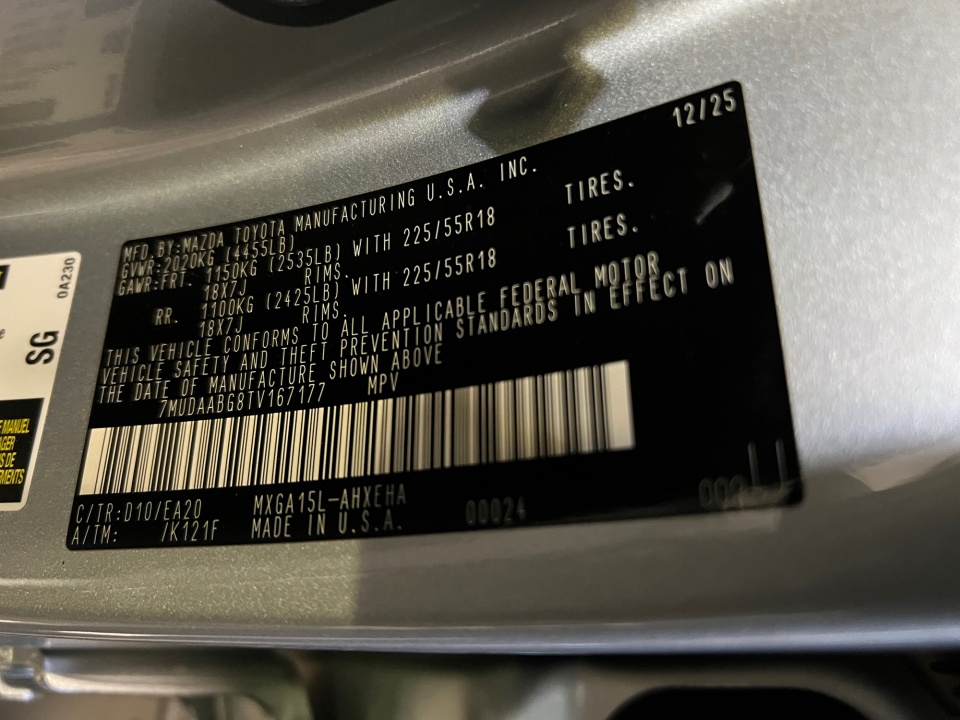 12/25
MFD.BY:MAZDA TOYOTA MANUFACTURING U.S.A. INC.
GVWR:2020KG (4455LB)
GAWR:FRT. 1150KG (2535LB) WITH 225/55R18 TIRES.
18X7J RIMS.
RR. 1100KG (2425LB) WITH 225/55R18 TIRES.
18X7J RIMS.
THIS VEHICLE CONFORMS TO ALL APPLICABLE FEDERAL MOTOR
VEHICLE SAFETY AND THEFT PREVENTION STANDARDS IN EFFECT ON
THE DATE OF MANUFACTURE SHOWN ABOVE
7MUDAABG8TV167177 MPV
C/TR:D10/EA20 MXGA15L-AHXEHA 00024
A/TM: /K121F MADE IN U.S.A.
0A230
SG
MANUEL